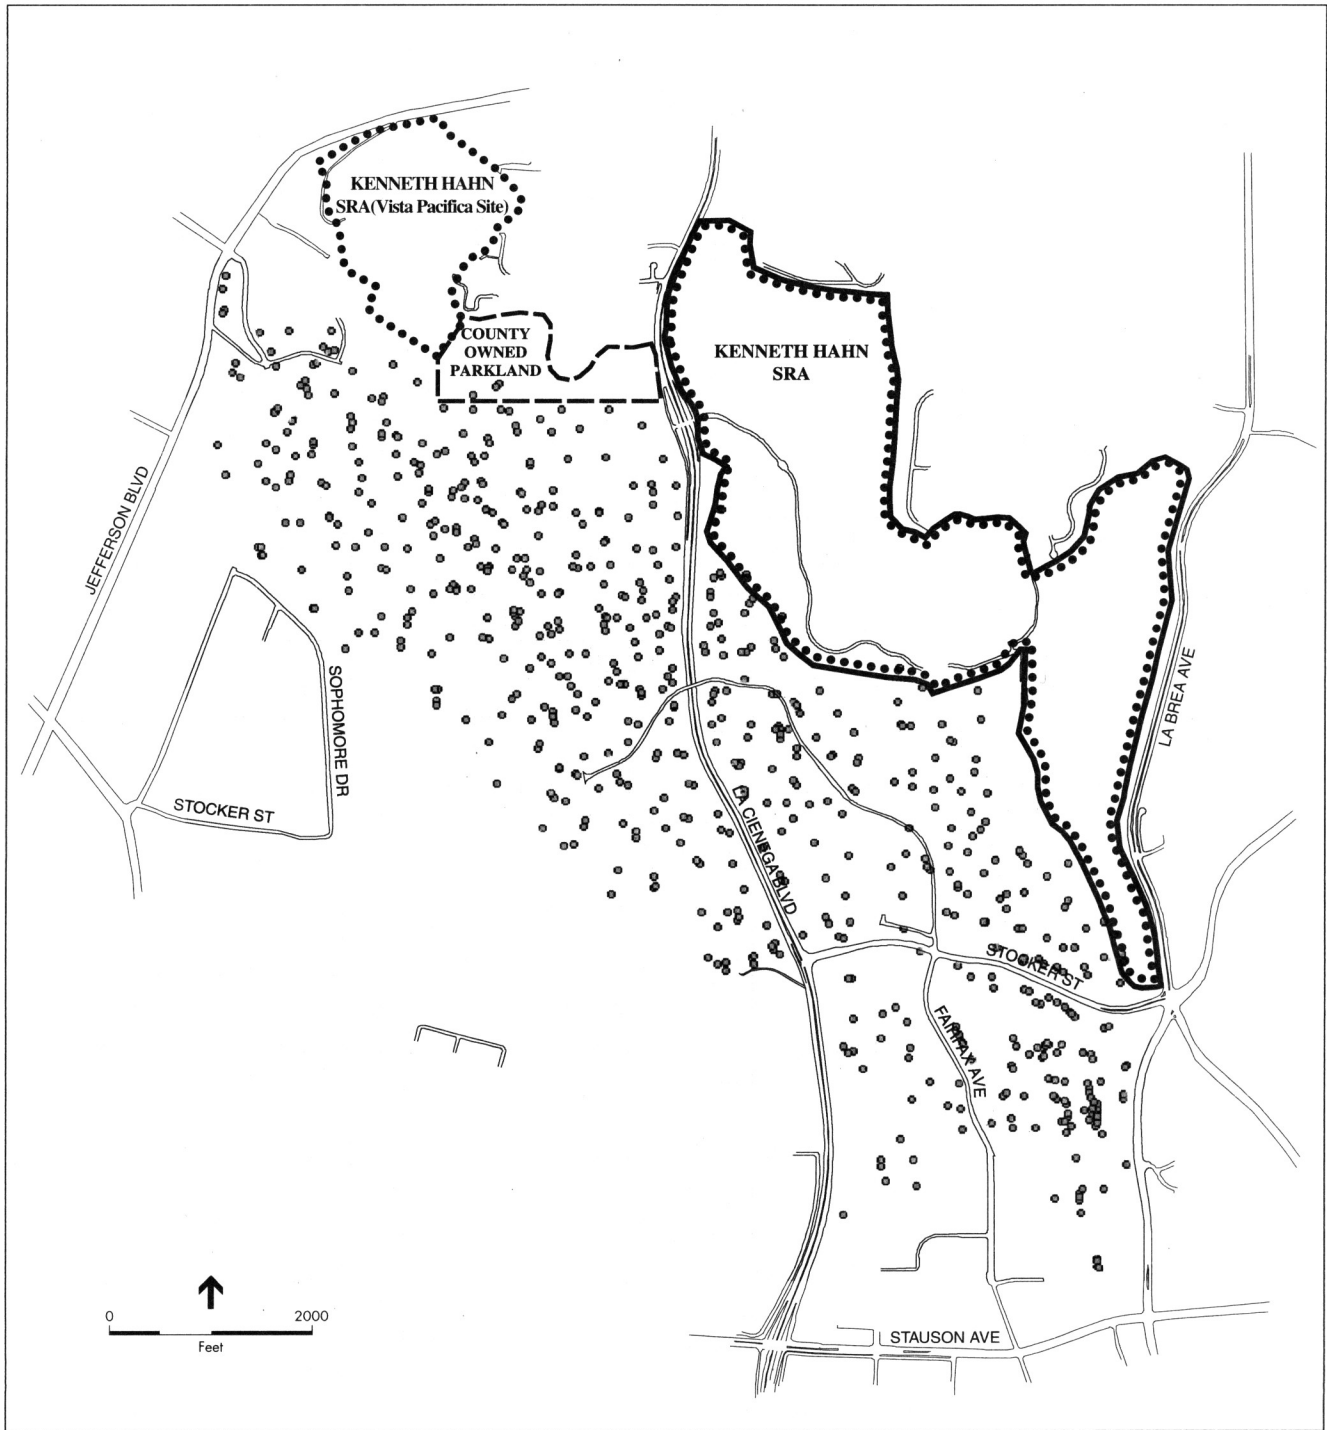 KENNETH HAHN
SRA(Vista Pacifica Site)
COUNTY
OWNED
PARKLAND
KENNETH HAHN
SRA
JEFFERSON BLVD
SOPHOMORE DR
STOCKER ST
LA BREA AVE
LA CIENEGA BLVD
STOCKER ST
FAIRFAX AVE
0 2000
Feet
STAUSON AVE